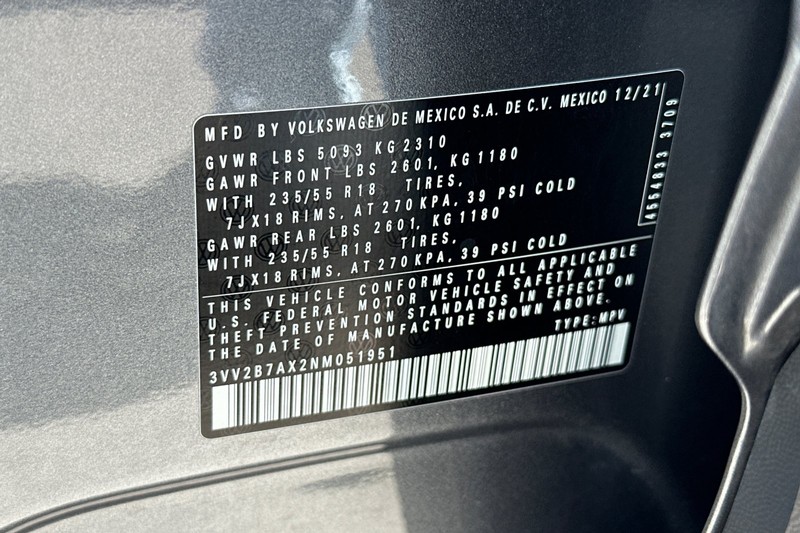 MFD BY VOLKSWAGEN DE MEXICO S.A. DE C.V. MEXICO 12/21
GVWR LBS 5093 KG 2310
GAWR FRONT LBS 2601, KG 1180
WITH 235/55 R18 TIRES,
7JX18 RIMS, AT 270 KPA, 39 PSI COLD
GAWR REAR LBS 2601, KG 1180
WITH 235/55 R18 TIRES,
7JX18 RIMS, AT 270 KPA, 39 PSI COLD
4554833 3709
THIS VEHICLE CONFORMS TO ALL APPLICABLE
U.S. FEDERAL MOTOR VEHICLE SAFETY AND
THEFT PREVENTION STANDARDS IN EFFECT ON
THE DATE OF MANUFACTURE SHOWN ABOVE.
3VV2B7AX2NM051951
TYPE: MPV